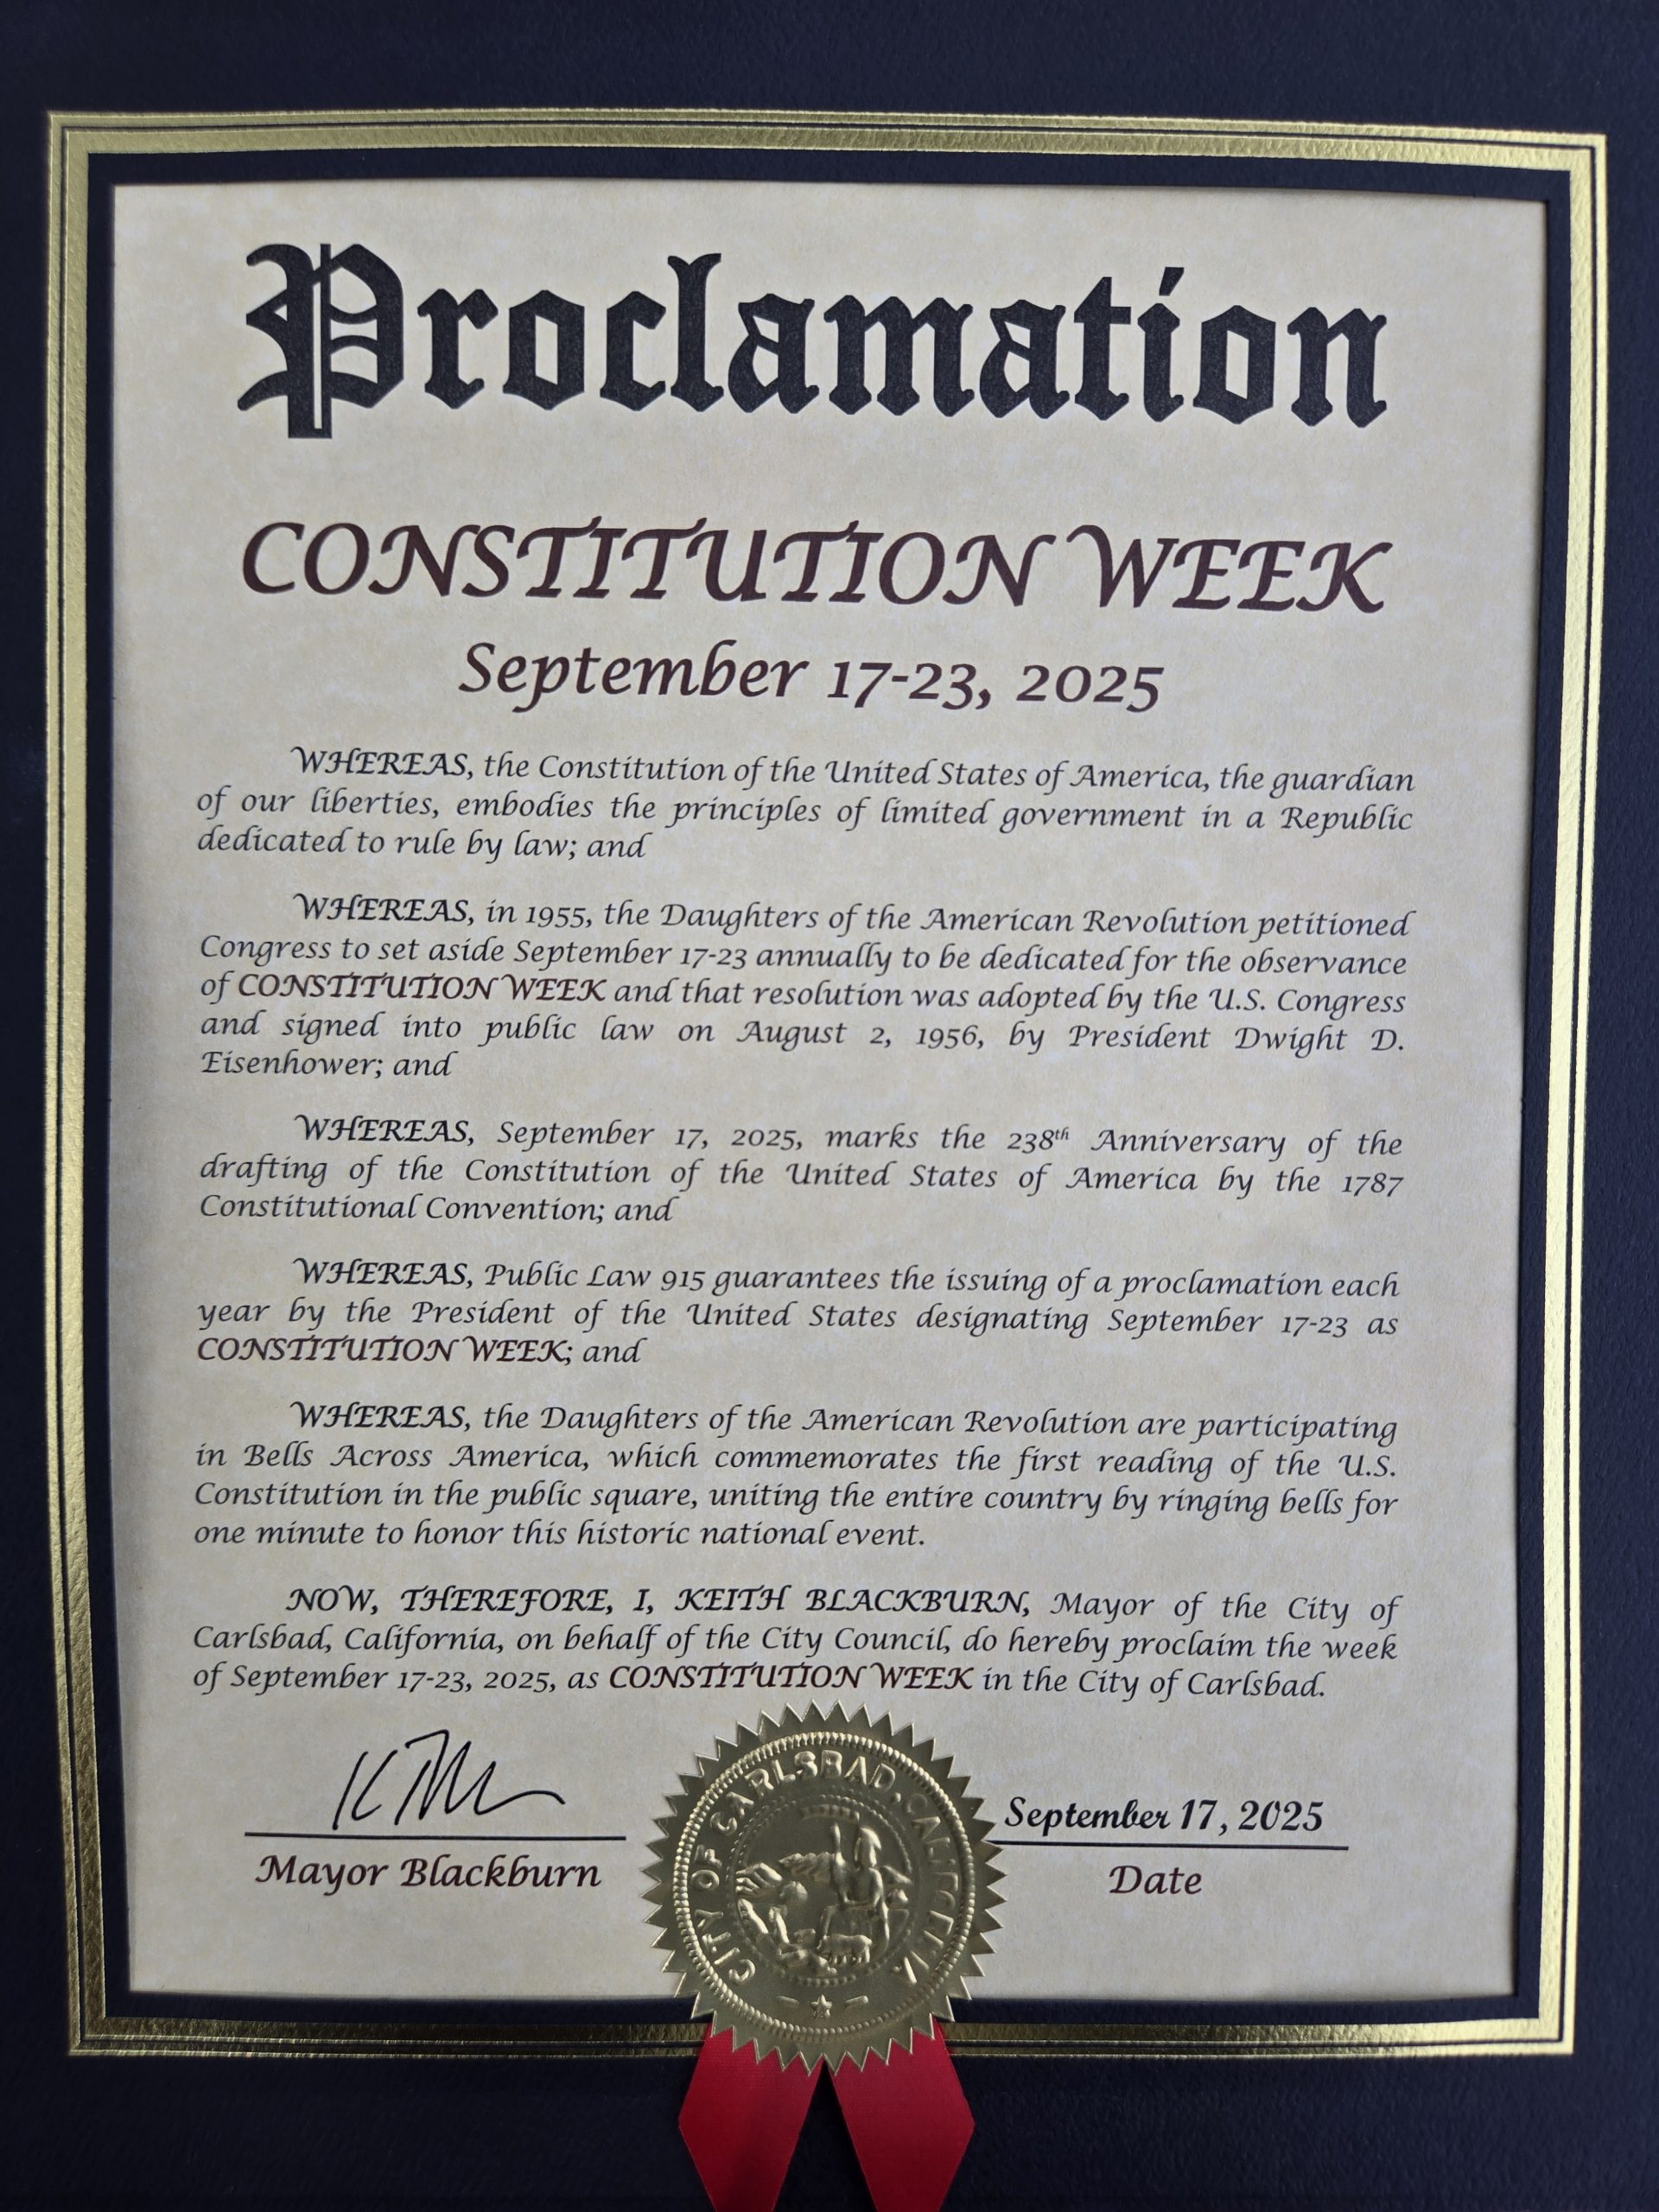 Proclamation
CONSTITUTION WEEK
September 17-23, 2025
WHEREAS, the Constitution of the United States of America, the guardian
of our liberties, embodies the principles of limited government in a Republic
dedicated to rule by law; and
WHEREAS, in 1955, the Daughters of the American Revolution petitioned
Congress to set aside September 17-23 annually to be dedicated for the observance
of CONSTITUTION WEEK and that resolution was adopted by the U.S. Congress
and signed into public law on August 2, 1956, by President Dwight D.
Eisenhower; and
WHEREAS, September 17, 2025, marks the 238th Anniversary of the
drafting of the Constitution of the United States of America by the 1787
Constitutional Convention; and
WHEREAS, Public Law 915 guarantees the issuing of a proclamation each
year by the President of the United States designating September 17-23 as
CONSTITUTION WEEK; and
WHEREAS, the Daughters of the American Revolution are participating
in Bells Across America, which commemorates the first reading of the U.S.
Constitution in the public square, uniting the entire country by ringing bells for
one minute to honor this historic national event.
NOW, THEREFORE, I, KEITH BLACKBURN, Mayor of the City of
Carlsbad, California, on behalf of the City Council, do hereby proclaim the week
of September 17-23, 2025, as CONSTITUTION WEEK in the City of Carlsbad.
Mayor Blackburn
CITY OF CARLSBAD, CALIFORNIA
September 17, 2025
Date